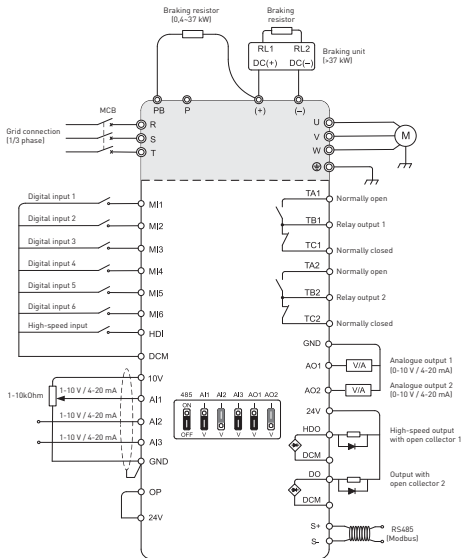 Braking resistor
(0,4~37 kW)
Braking
resistor
RL1 RL2
DC(+) DC(−)
Braking unit
(>37 kW)
PB P (+) (−)
MCB
Grid connection
(1/3 phase)
R
S
T
U
V
W
M
Digital input 1
MI1
Digital input 2
MI2
Digital input 3
MI3
Digital input 4
MI4
Digital input 5
MI5
Digital input 6
MI6
High-speed input
HDI
DCM
10V
1-10kOhm
1-10 V / 4-20 mA
AI1
1-10 V / 4-20 mA
AI2
1-10 V / 4-20 mA
AI3
GND
OP
24V
485 AI1 AI2 AI3 AO1 AO2
ON I I I I I
OFF V V V V V
TA1
Normally open
TB1
Relay output 1
TC1
Normally closed
TA2
Normally open
TB2
Relay output 2
TC2
Normally closed
GND
AO1
V/A
Analogue output 1
(0-10 V / 4-20 mA)
AO2
V/A
Analogue output 2
(0-10 V / 4-20 mA)
24V
HDO
High-speed output
with open collector 1
DCM
DO
Output with
open collector 2
DCM
S+
S-
RS485
(Modbus)